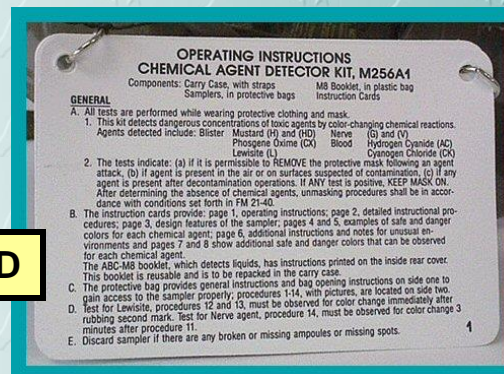 OPERATING INSTRUCTIONS
CHEMICAL AGENT DETECTOR KIT, M256A1
Components: Carry Case, with straps M8 Booklet, in plastic bag
Samplers, in protective bags Instruction Cards
GENERAL
A. All tests are performed while wearing protective clothing and mask.
1. This kit detects dangerous concentrations of toxic agents by color-changing chemical reactions.
Agents detected include: Blister Mustard (H) and (HD) Nerve (G) and (V)
Phosgene Oxime (CX) Blood Hydrogen Cyanide (AC)
Lewisite (L) Cyanogen Chloride (CK)
2. The tests indicate: (a) if it is permissible to REMOVE the protective mask following an agent
attack, (b) if agent is present in the air or on surfaces suspected of contamination, (c) if any
agent is present after decontamination operations. If ANY test is positive, KEEP MASK ON.
After determining the absence of chemical agents, unmasking procedures shall be in accor-
dance with conditions set forth in FM 21-40.
B. The instruction cards provide: page 1, operating instructions; page 2, detailed instructional pro-
cedures; page 3, design features of the sampler; pages 4 and 5, examples of safe and danger
colors for each chemical agent; page 6, additional instructions and notes for unusual en-
vironments and pages 7 and 8 show additional safe and danger colors that can be observed
for each chemical agent.
The ABC-M8 booklet, which detects liquids, has instructions printed on the inside rear cover.
This booklet is reusable and is to be repacked in the carry case.
C. The protective bag provides general instructions and bag opening instructions on side one to
gain access to the sampler properly; procedures 1-14, with pictures, are located on side two.
D. Test for Lewisite, procedures 12 and 13, must be observed for color change immediately after
rubbing second mark. Test for Nerve agent, procedure 14, must be observed for color change 3
minutes after procedure 11.
E. Discard sampler if there are any broken or missing ampoules or missing spots.
1
D